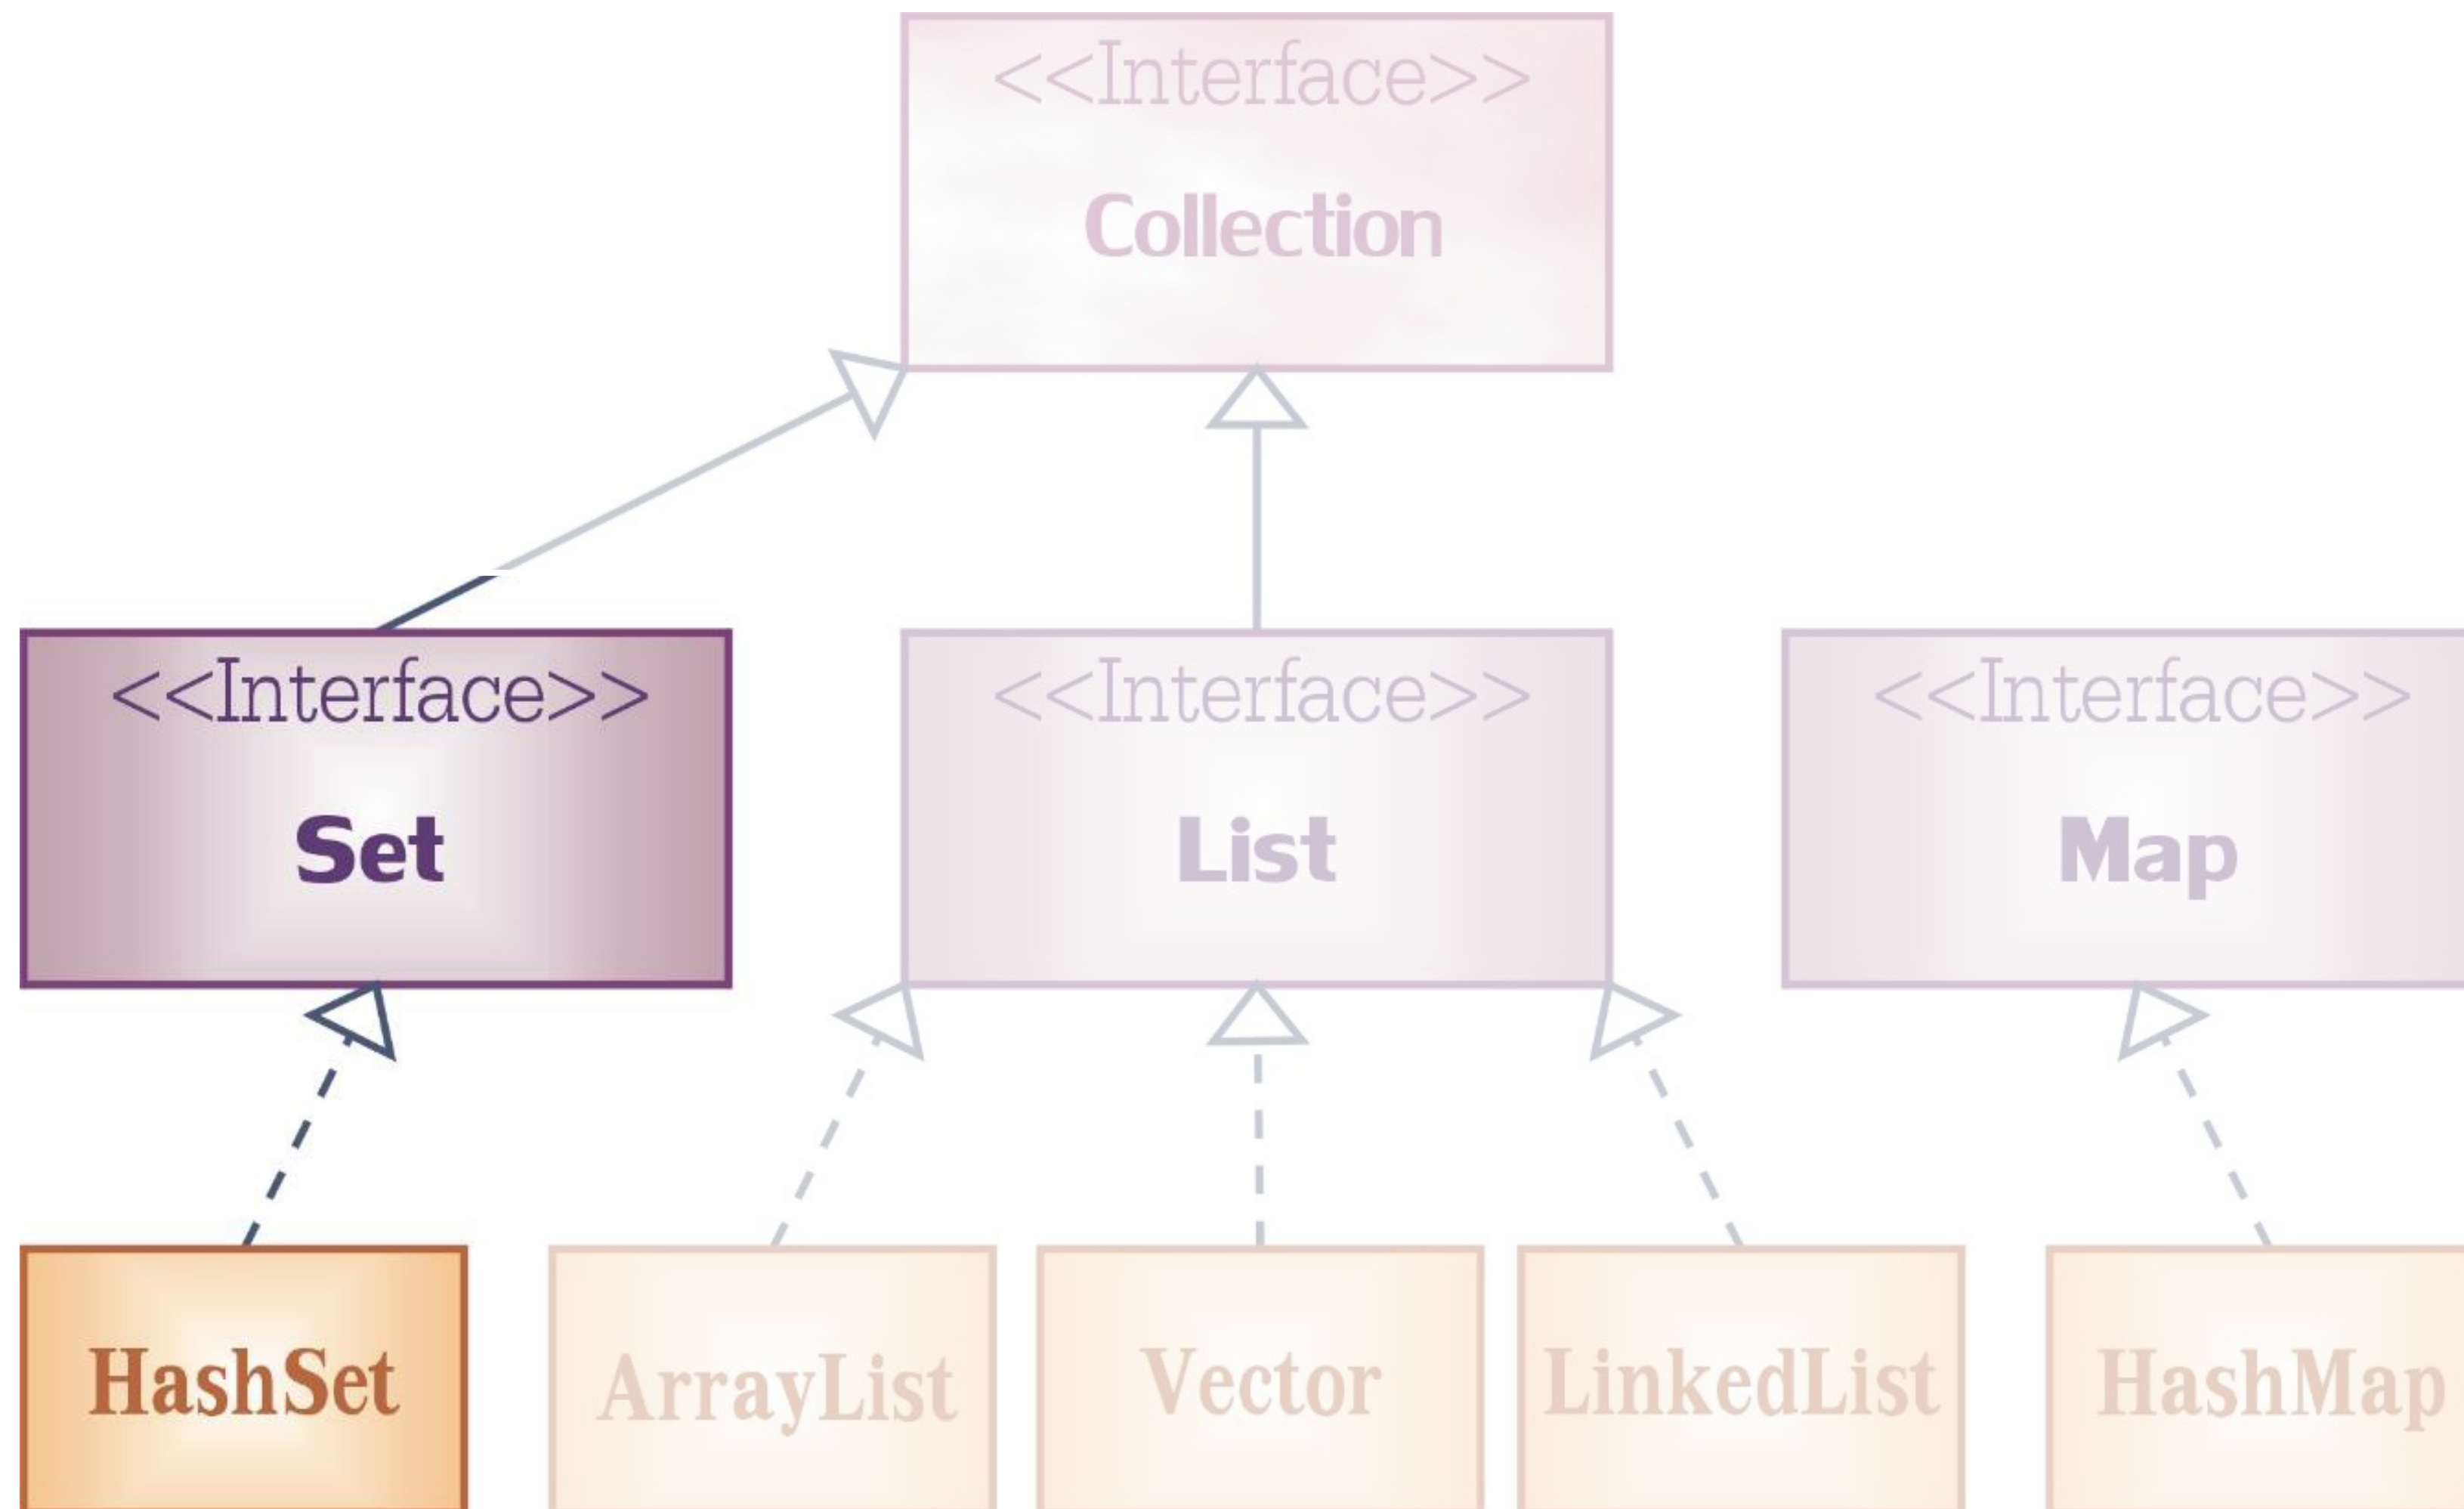 <<Interface>>
Collection
<<Interface>>
Set
<<Interface>>
List
<<Interface>>
Map
HashSet
ArrayList
Vector
LinkedList
HashMap